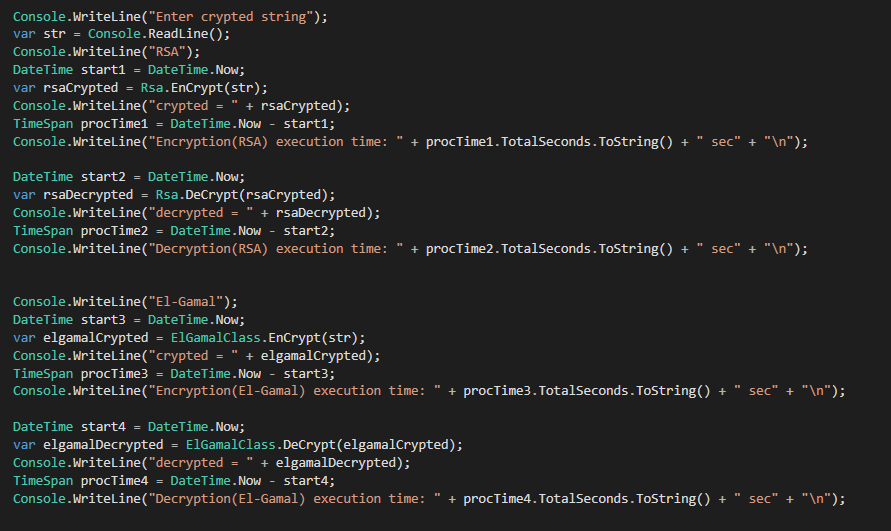 Console.WriteLine("Enter crypted string");
var str = Console.ReadLine();
Console.WriteLine("RSA");
DateTime start1 = DateTime.Now;
var rsaCrypted = Rsa.EnCrypt(str);
Console.WriteLine("crypted = " + rsaCrypted);
TimeSpan procTime1 = DateTime.Now - start1;
Console.WriteLine("Encryption(RSA) execution time: " + procTime1.TotalSeconds.ToString() + " sec" + "\n");
DateTime start2 = DateTime.Now;
var rsaDecrypted = Rsa.DeCrypt(rsaCrypted);
Console.WriteLine("decrypted = " + rsaDecrypted);
TimeSpan procTime2 = DateTime.Now - start2;
Console.WriteLine("Decryption(RSA) execution time: " + procTime2.TotalSeconds.ToString() + " sec" + "\n");
Console.WriteLine("El-Gamal");
DateTime start3 = DateTime.Now;
var elgamalCrypted = ElGamalClass.EnCrypt(str);
Console.WriteLine("crypted = " + elgamalCrypted);
TimeSpan procTime3 = DateTime.Now - start3;
Console.WriteLine("Encryption(El-Gamal) execution time: " + procTime3.TotalSeconds.ToString() + " sec" + "\n");
DateTime start4 = DateTime.Now;
var elgamalDecrypted = ElGamalClass.DeCrypt(elgamalCrypted);
Console.WriteLine("decrypted = " + elgamalDecrypted);
TimeSpan procTime4 = DateTime.Now - start4;
Console.WriteLine("Decryption(El-Gamal) execution time: " + procTime4.TotalSeconds.ToString() + " sec" + "\n");